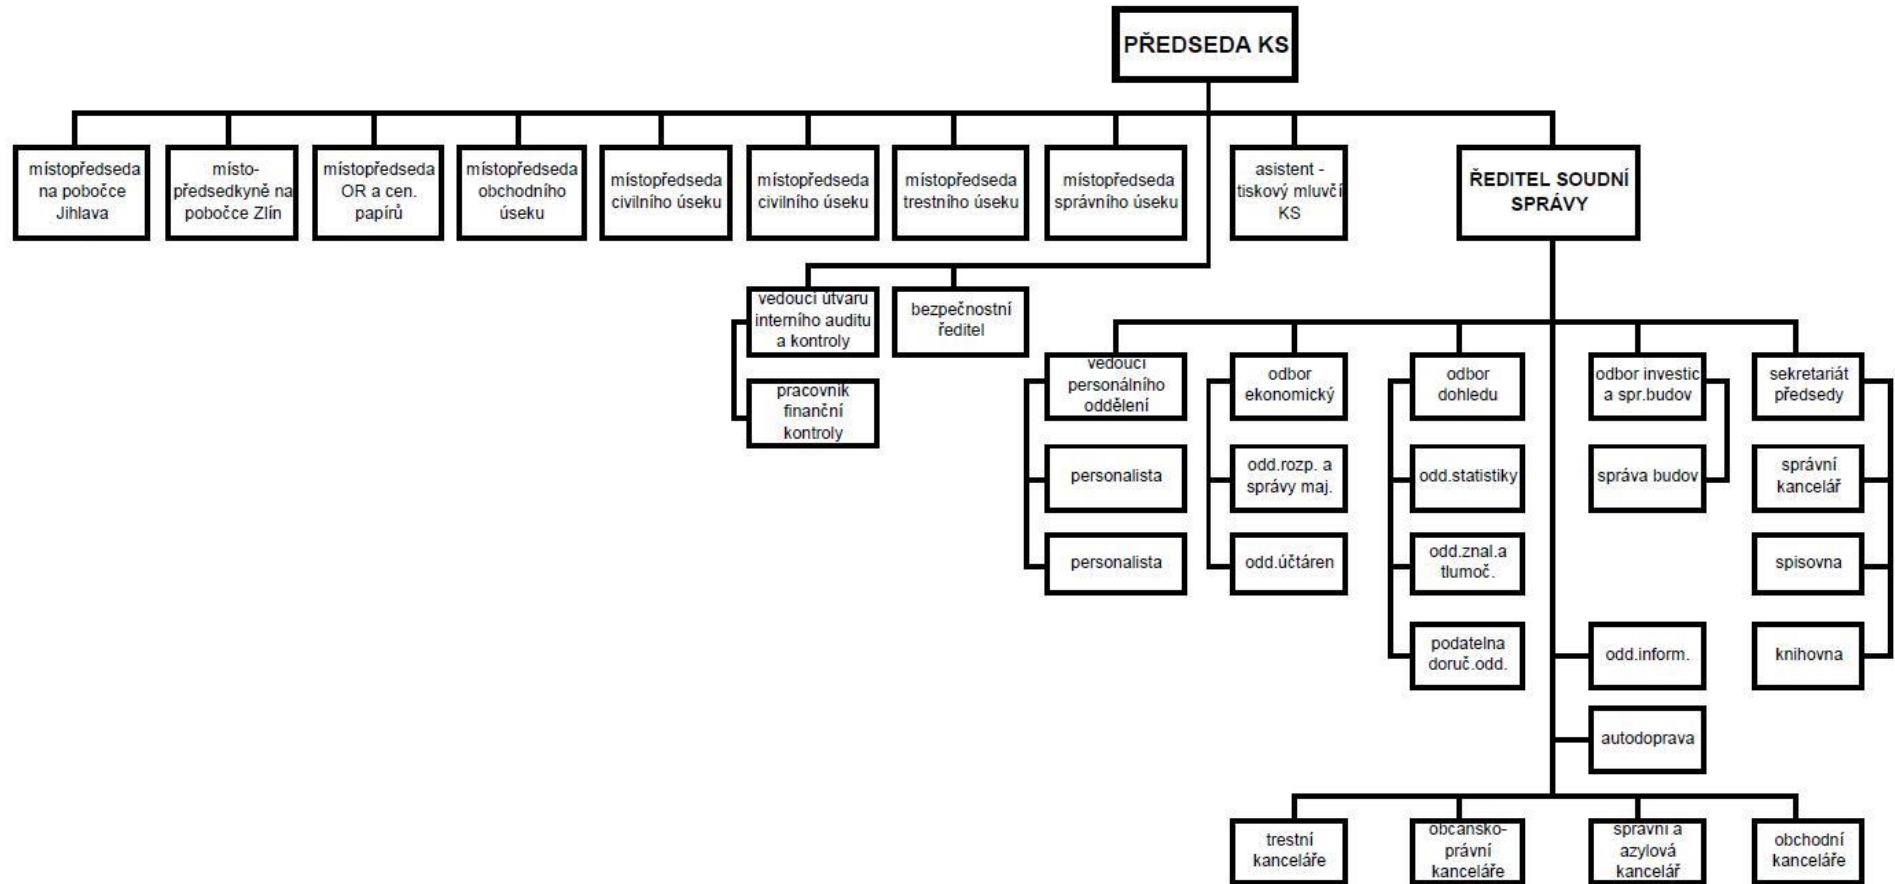 PŘEDSEDA KS
místopředseda
na pobočce
Jihlava
místo-
předsedkyně na
pobočce Zlín
místopředseda
OR a cen.
papírů
místopředseda
obchodního
úseku
místopředseda
civilního úseku
místopředseda
civilního úseku
místopředseda
trestního úseku
místopředseda
správního úseku
asistent -
tiskový mluvčí
KS
ŘEDITEL SOUDNÍ
SPRÁVY
vedoucí útvaru
interního auditu
a kontroly
bezpečnostní
ředitel
pracovník
finanční
kontroly
vedoucí
personálního
oddělení
odbor
ekonomický
odbor
dohledu
odbor investic
a spr.budov
sekretariát
předsedy
personalista
odd.rozp. a
správy maj.
odd.statistiky
správa budov
správní
kancelář
personalista
odd.účtáren
odd.znal.a
tlumoč.
spisovna
podatelna
doruč.odd.
odd.inform.
knihovna
autodoprava
trestní
kanceláře
občansko-
právní
kanceláře
správní a
azylová
kancelář
obchodní
kanceláře